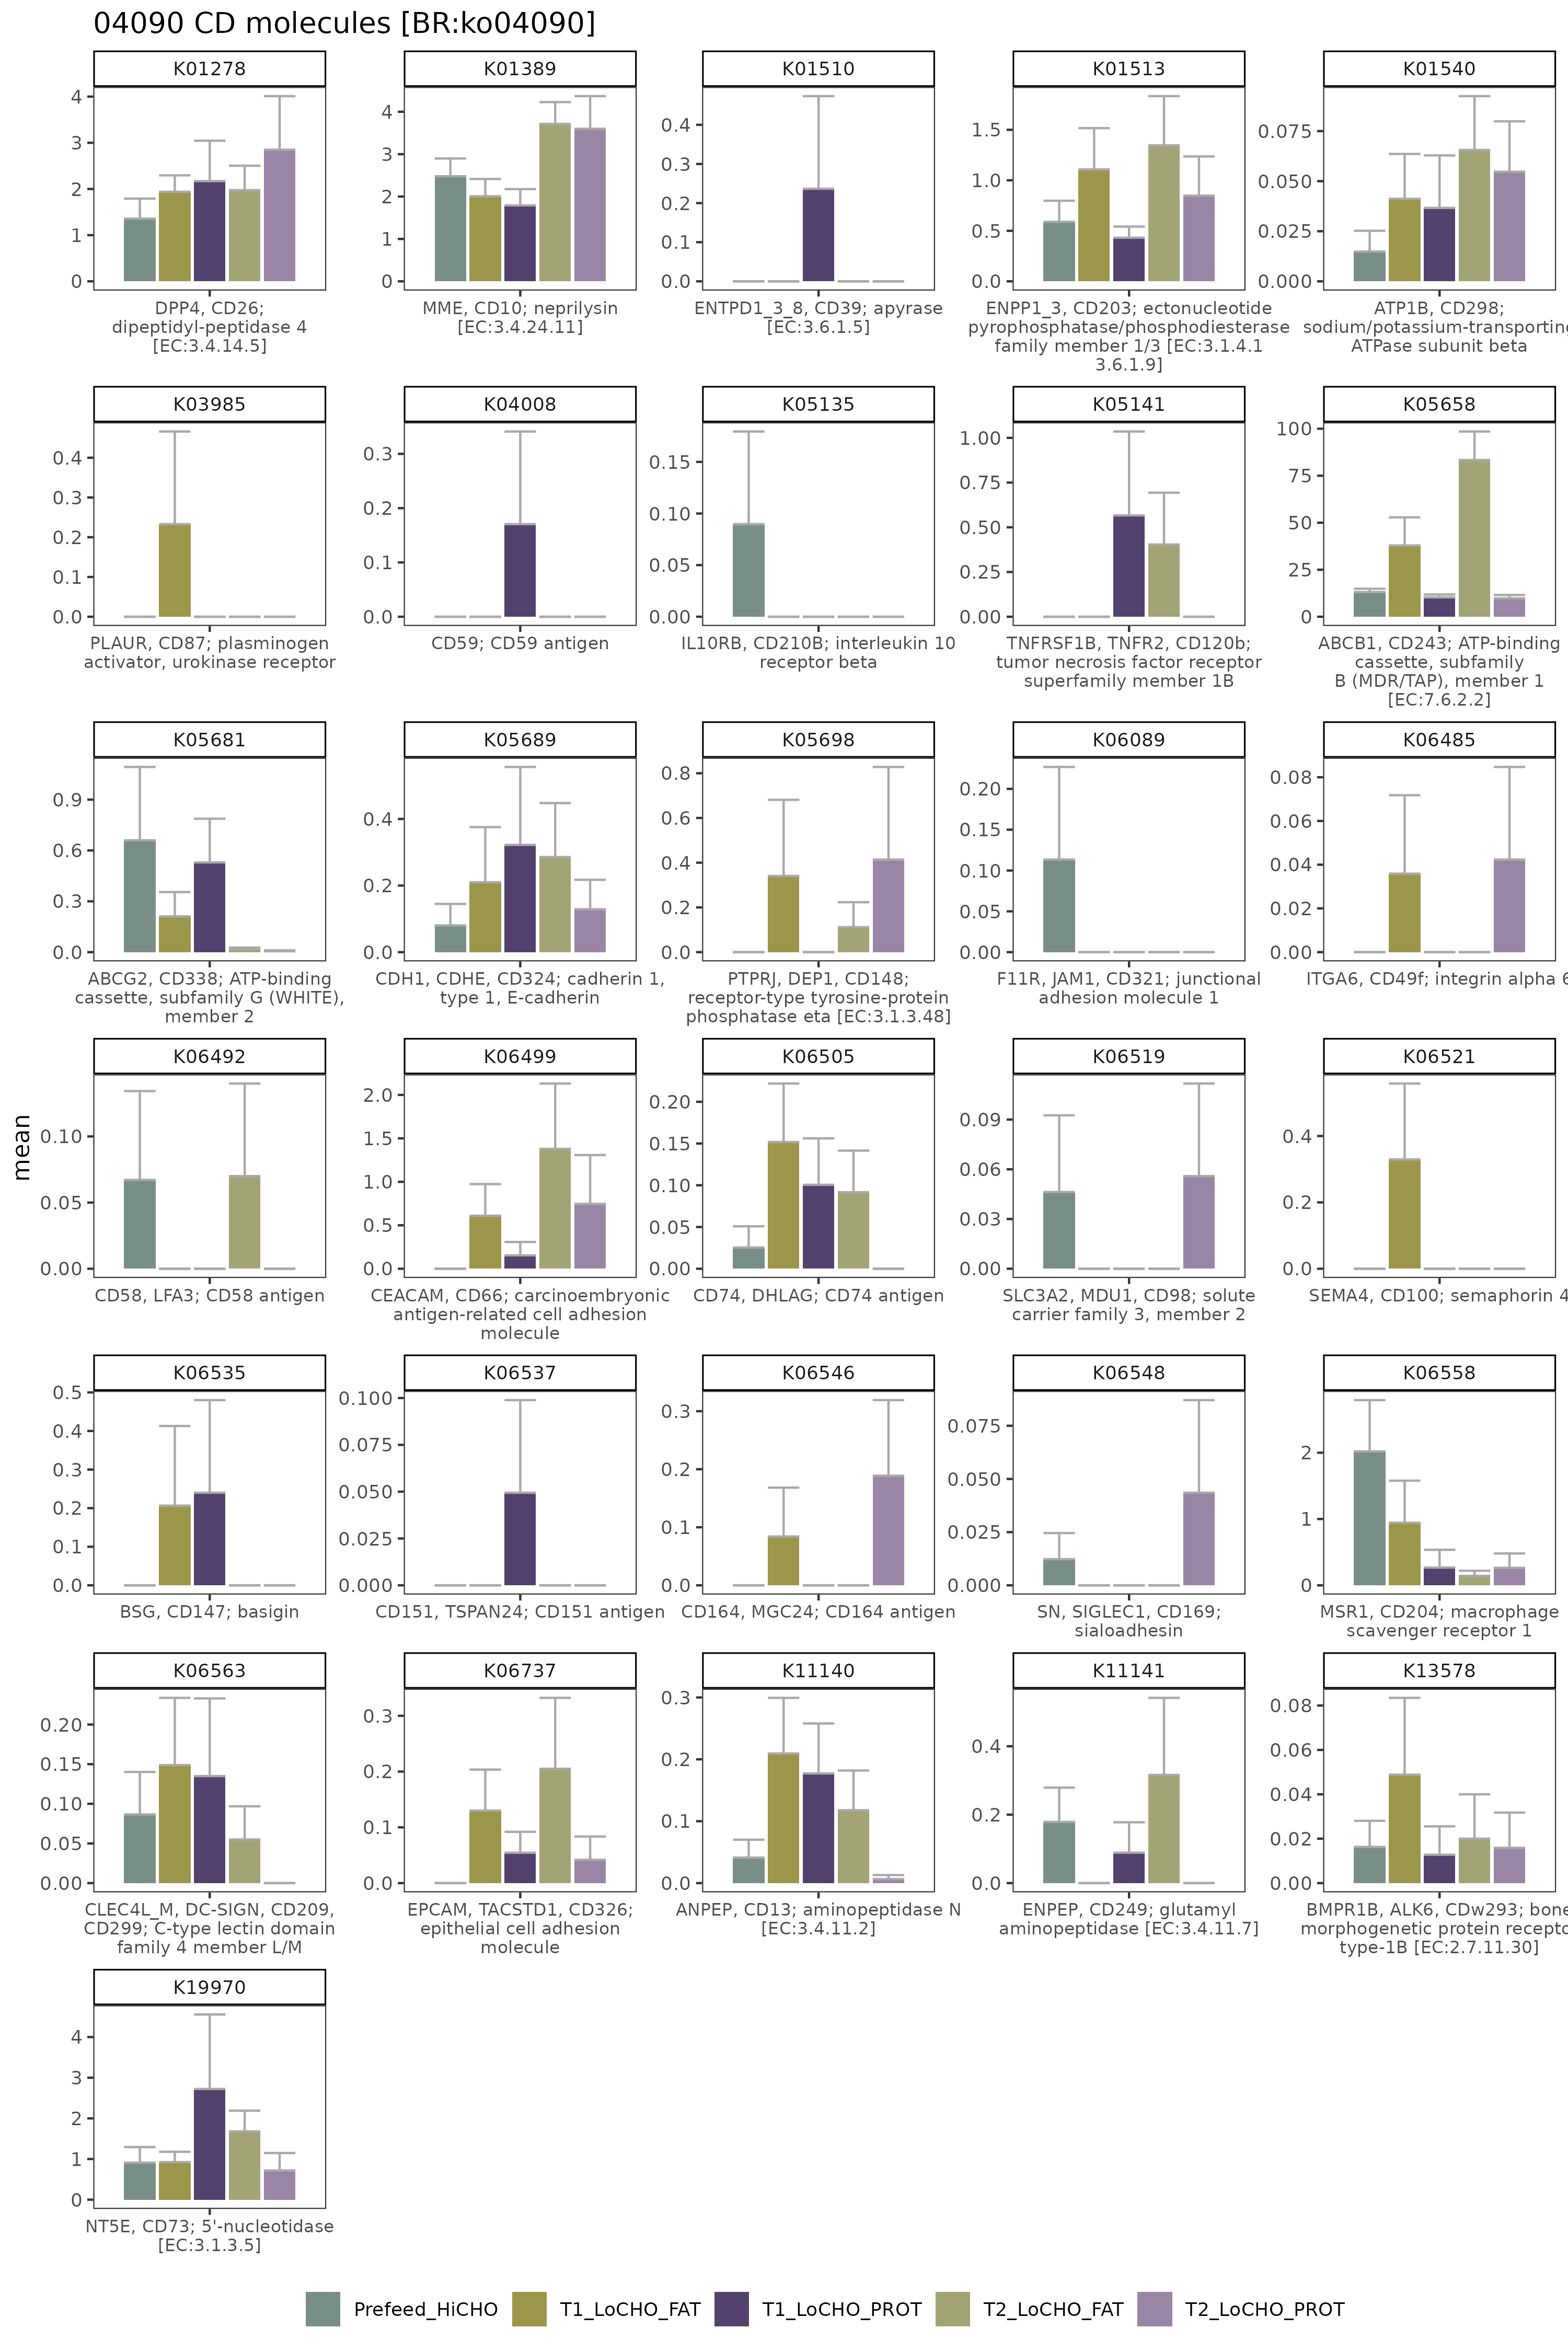 04090 CD molecules [BR:ko04090]
K01278
K01389
K01510
K01513
K01540
4
3
2
1
0
4
3
2
1
0
0.4
0.3
0.2
0.1
0.0
1.5
1.0
0.5
0.0
0.075
0.050
0.025
0.000
DPP4, CD26;
dipeptidyl-peptidase 4
[EC:3.4.14.5]
MME, CD10; neprilysin
[EC:3.4.24.11]
ENTPD1_3_8, CD39; apyrase
[EC:3.6.1.5]
ENPP1_3, CD203; ectonucleotide
pyrophosphatase/phosphodiesterase
family member 1/3 [EC:3.1.4.1
3.6.1.9]
ATP1B, CD298;
sodium/potassium-transporting
ATPase subunit beta
K03985
K04008
K05135
K05141
K05658
0.4
0.3
0.2
0.1
0.0
0.3
0.2
0.1
0.0
0.15
0.10
0.05
0.00
1.00
0.75
0.50
0.25
0.00
100
75
50
25
0
PLAUR, CD87; plasminogen
activator, urokinase receptor
CD59; CD59 antigen
IL10RB, CD210B; interleukin 10
receptor beta
TNFRSF1B, TNFR2, CD120b;
tumor necrosis factor receptor
superfamily member 1B
ABCB1, CD243; ATP-binding
cassette, subfamily
B (MDR/TAP), member 1
[EC:7.6.2.2]
K05681
K05689
K05698
K06089
K06485
0.9
0.6
0.3
0.0
0.4
0.2
0.0
0.8
0.6
0.4
0.2
0.0
0.20
0.15
0.10
0.05
0.00
0.08
0.06
0.04
0.02
0.00
ABCG2, CD338; ATP-binding
cassette, subfamily G (WHITE),
member 2
CDH1, CDHE, CD324; cadherin 1,
type 1, E-cadherin
PTPRJ, DEP1, CD148;
receptor-type tyrosine-protein
phosphatase eta [EC:3.1.3.48]
F11R, JAM1, CD321; junctional
adhesion molecule 1
ITGA6, CD49f; integrin alpha 6
mean
K06492
K06499
K06505
K06519
K06521
0.10
0.05
0.00
2.0
1.5
1.0
0.5
0.0
0.20
0.15
0.10
0.05
0.00
0.09
0.06
0.03
0.00
0.4
0.2
0.0
CD58, LFA3; CD58 antigen
CEACAM, CD66; carcinoembryonic
antigen-related cell adhesion
molecule
CD74, DHLAG; CD74 antigen
SLC3A2, MDU1, CD98; solute
carrier family 3, member 2
SEMA4, CD100; semaphorin 4
K06535
K06537
K06546
K06548
K06558
0.5
0.4
0.3
0.2
0.1
0.0
0.100
0.075
0.050
0.025
0.000
0.3
0.2
0.1
0.0
0.075
0.050
0.025
0.000
2
1
0
BSG, CD147; basigin
CD151, TSPAN24; CD151 antigen
CD164, MGC24; CD164 antigen
SN, SIGLEC1, CD169;
sialoadhesin
MSR1, CD204; macrophage
scavenger receptor 1
K06563
K06737
K11140
K11141
K13578
0.20
0.15
0.10
0.05
0.00
0.3
0.2
0.1
0.0
0.3
0.2
0.1
0.0
0.4
0.2
0.0
0.08
0.06
0.04
0.02
0.00
CLEC4L_M, DC-SIGN, CD209,
CD299; C-type lectin domain
family 4 member L/M
EPCAM, TACSTD1, CD326;
epithelial cell adhesion
molecule
ANPEP, CD13; aminopeptidase N
[EC:3.4.11.2]
ENPEP, CD249; glutamyl
aminopeptidase [EC:3.4.11.7]
BMPR1B, ALK6, CDw293; bone
morphogenetic protein recepto
type-1B [EC:2.7.11.30]
K19970
4
3
2
1
0
NT5E, CD73; 5'-nucleotidase
[EC:3.1.3.5]
Prefeed_HiCHO
T1_LoCHO_FAT
T1_LoCHO_PROT
T2_LoCHO_FAT
T2_LoCHO_PROT